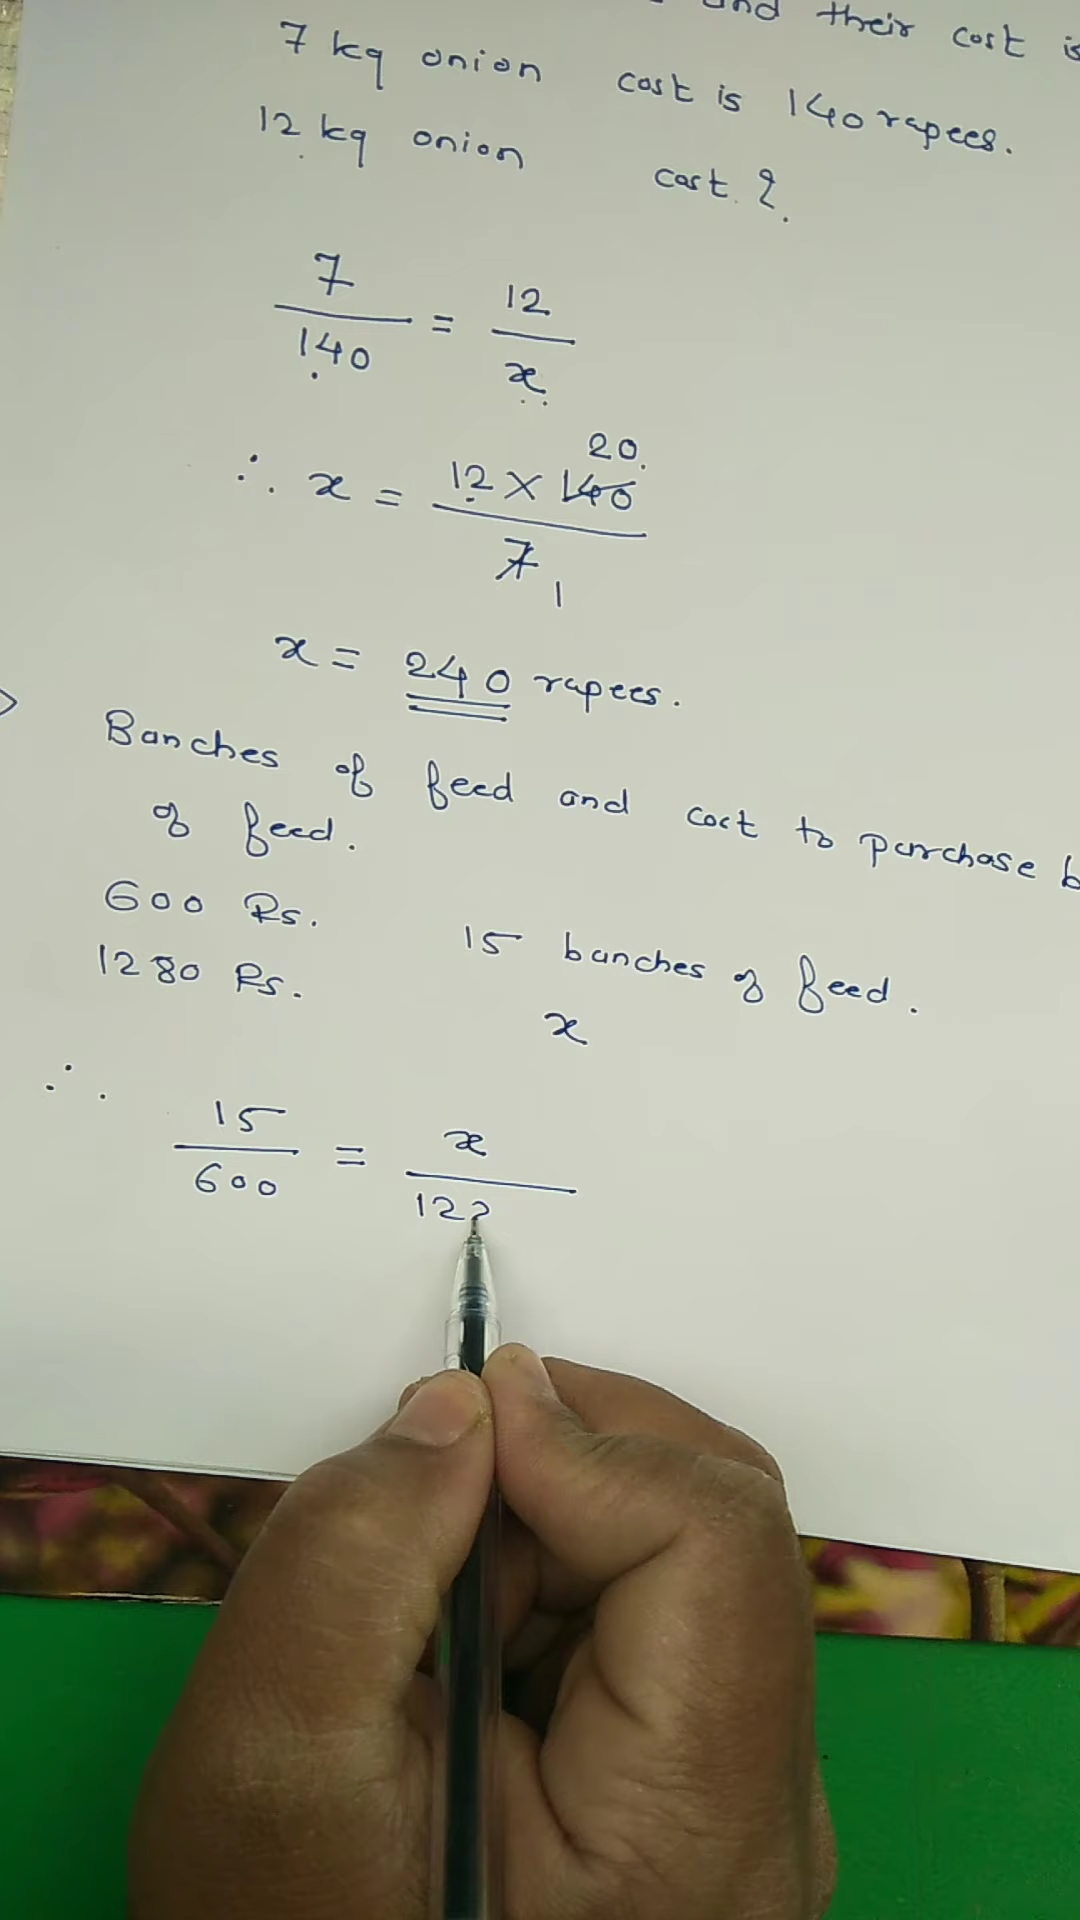 and their cost is
7 kg onion cost is 140 rupees.
12 kg onion cost ?.
7/140 = 12/x
20.
∴ x = 12 × 140 / 7 1
x = 240 rupees.
Bunches of feed and cost to purchase b
of feed.
600 Rs. 15 bunches of feed.
1280 Rs. x
∴ 15/600 = x/12